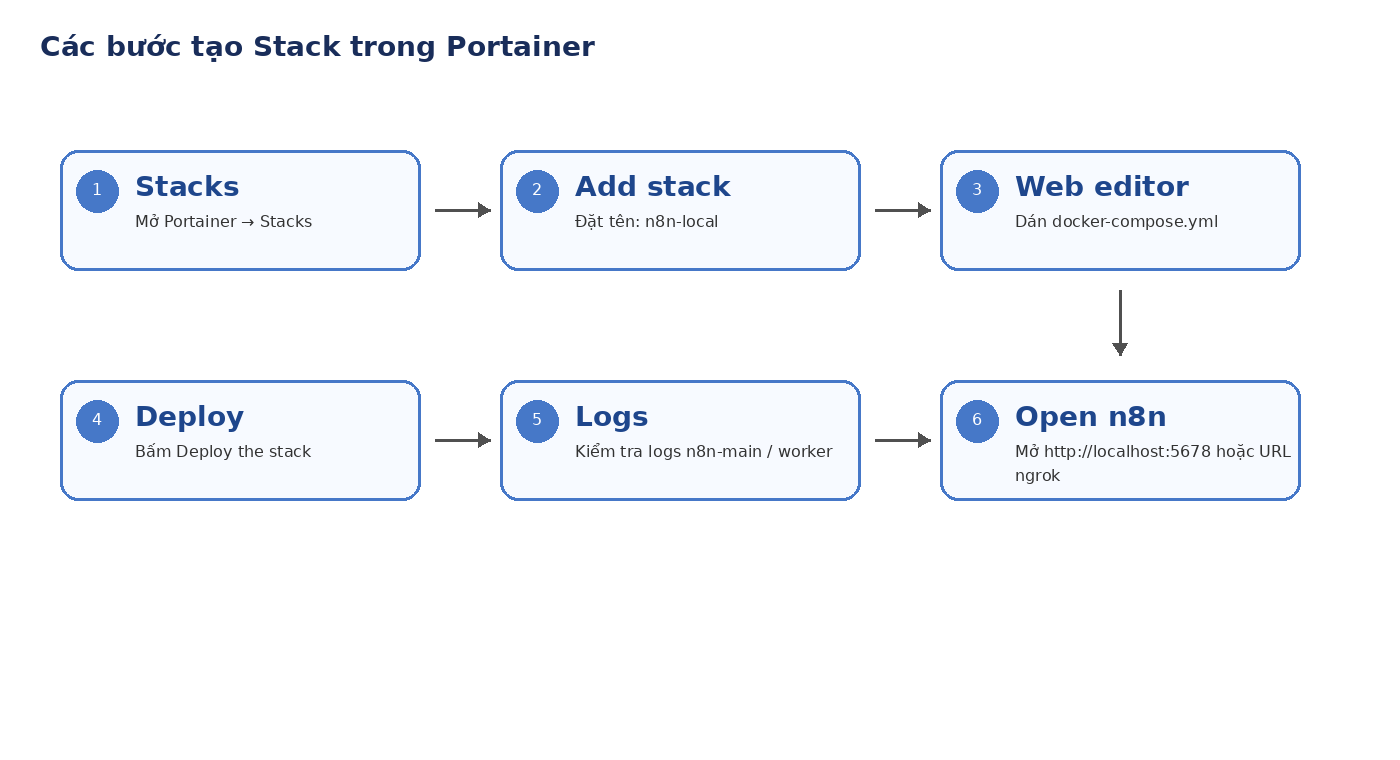 Các bước tạo Stack trong Portainer
1
Stacks
Mở Portainer → Stacks
2
Add stack
Đặt tên: n8n-local
3
Web editor
Dán docker-compose.yml
4
Deploy
Bấm Deploy the stack
5
Logs
Kiểm tra logs n8n-main / worker
6
Open n8n
Mở http://localhost:5678 hoặc URL
ngrok